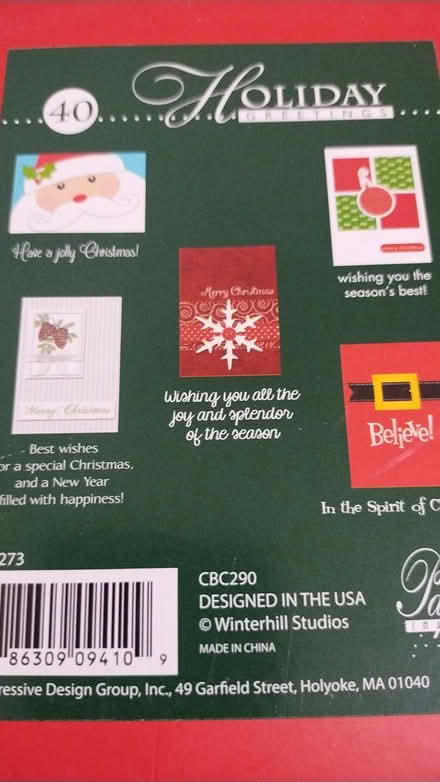 40
HOLIDAY
GREETINGS
Have a jolly Christmas!
wishing you the
season's best!
Merry Christmas
Merry Christmas
Wishing you all the
joy and splendor
of the season
Best wishes
or a special Christmas,
and a New Year
filled with happiness!
Believe!
In the Spirit of C
273
86309 09410 9
CBC290
DESIGNED IN THE USA
© Winterhill Studios
MADE IN CHINA
ressive Design Group, Inc., 49 Garfield Street, Holyoke, MA 01040